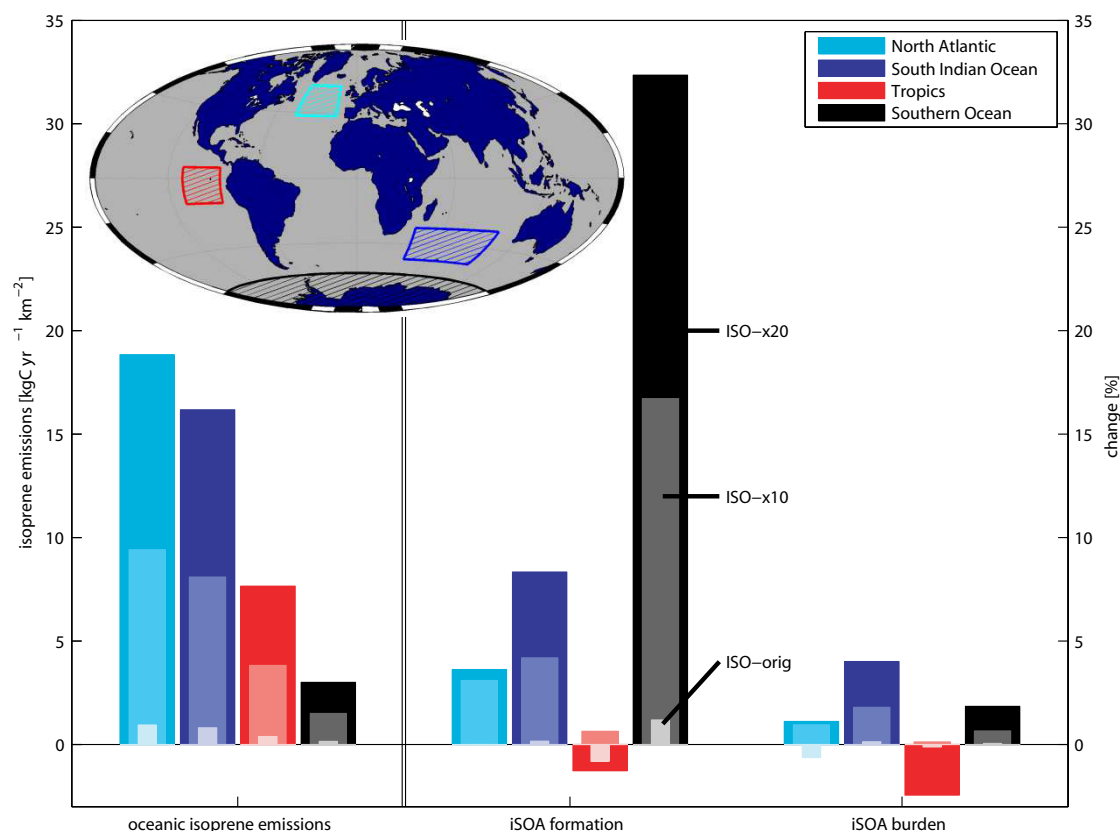 North Atlantic
South Indian Ocean
Tropics
Southern Ocean
isoprene emissions [kgC yr −1 km−2]
35
30
25
20
15
10
5
0
ISO−x20
ISO−x10
ISO−orig
35
30
25
20
15
10
5
0
change [%]
oceanic isoprene emissions
iSOA formation
iSOA burden